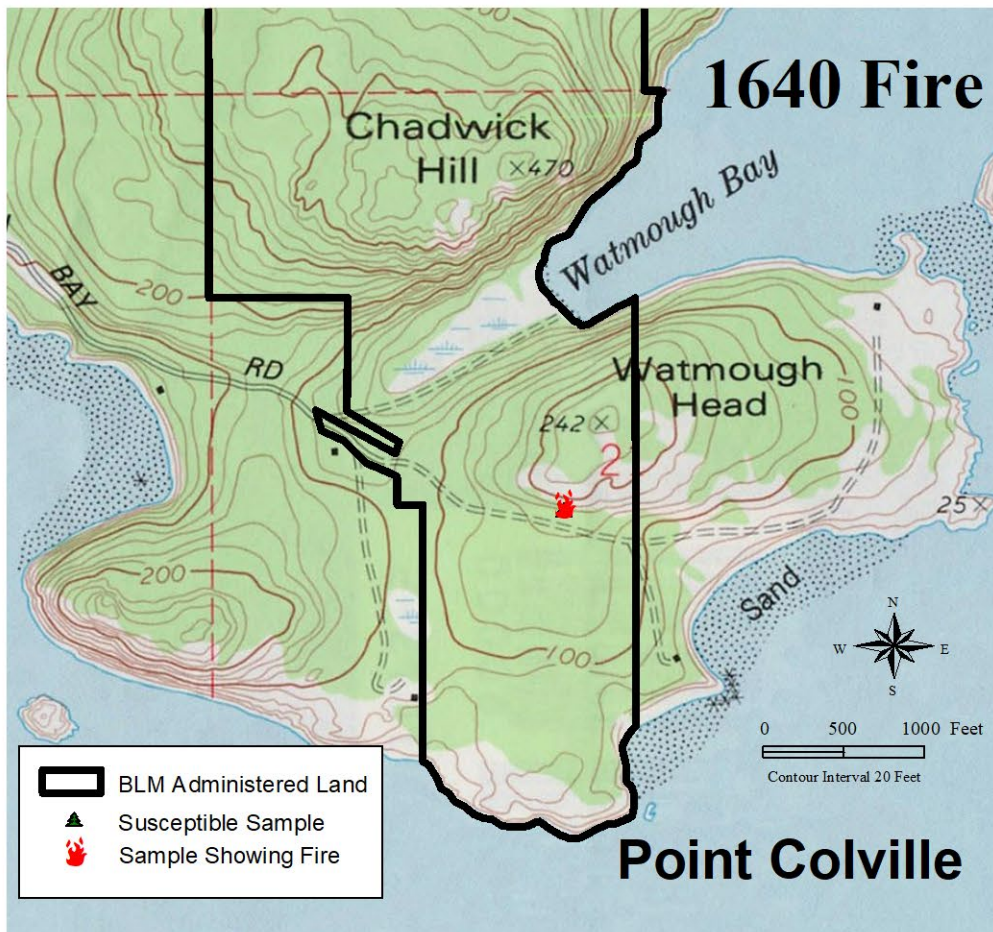 1640 Fire
Chadwick
Hill
×470
Watmough Bay
BAY
200
RD
Watmough
Head
100
242 ×
2
25 ×
Sand
200
100
N
W
E
S
0 500 1000 Feet
Contour Interval 20 Feet
BLM Administered Land
Susceptible Sample
Sample Showing Fire
Point Colville